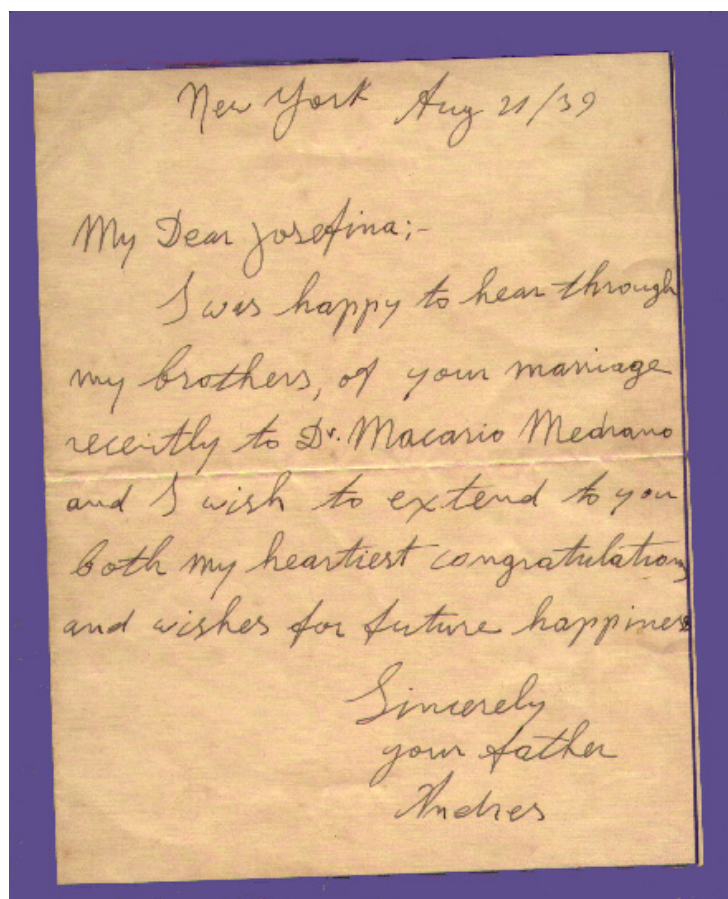 New York Aug 21/39
My Dear Josefina;-
I was happy to hear through
my brothers, of your marriage
recently to Dr. Macario Medrano
and I wish to extend to you
both my heartiest congratulations
and wishes for future happiness
Sincerely
your father
Andres